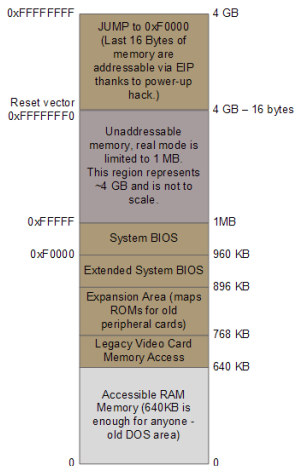 0xFFFFFFFF
4 GB
JUMP to 0xF0000
(Last 16 Bytes of
memory are
addressable via EIP
thanks to power-up
hack.)
Reset vector
0xFFFFFFF0
4 GB – 16 bytes
Unaddressable
memory, real mode is
limited to 1 MB.
This region represents
~4 GB and is not to
scale.
0xFFFFF
1MB
System BIOS
0xF0000
960 KB
Extended System BIOS
896 KB
Expansion Area (maps
ROMs for old
peripheral cards)
768 KB
Legacy Video Card
Memory Access
640 KB
Accessible RAM
Memory (640KB is
enough for anyone -
old DOS area)
0
0